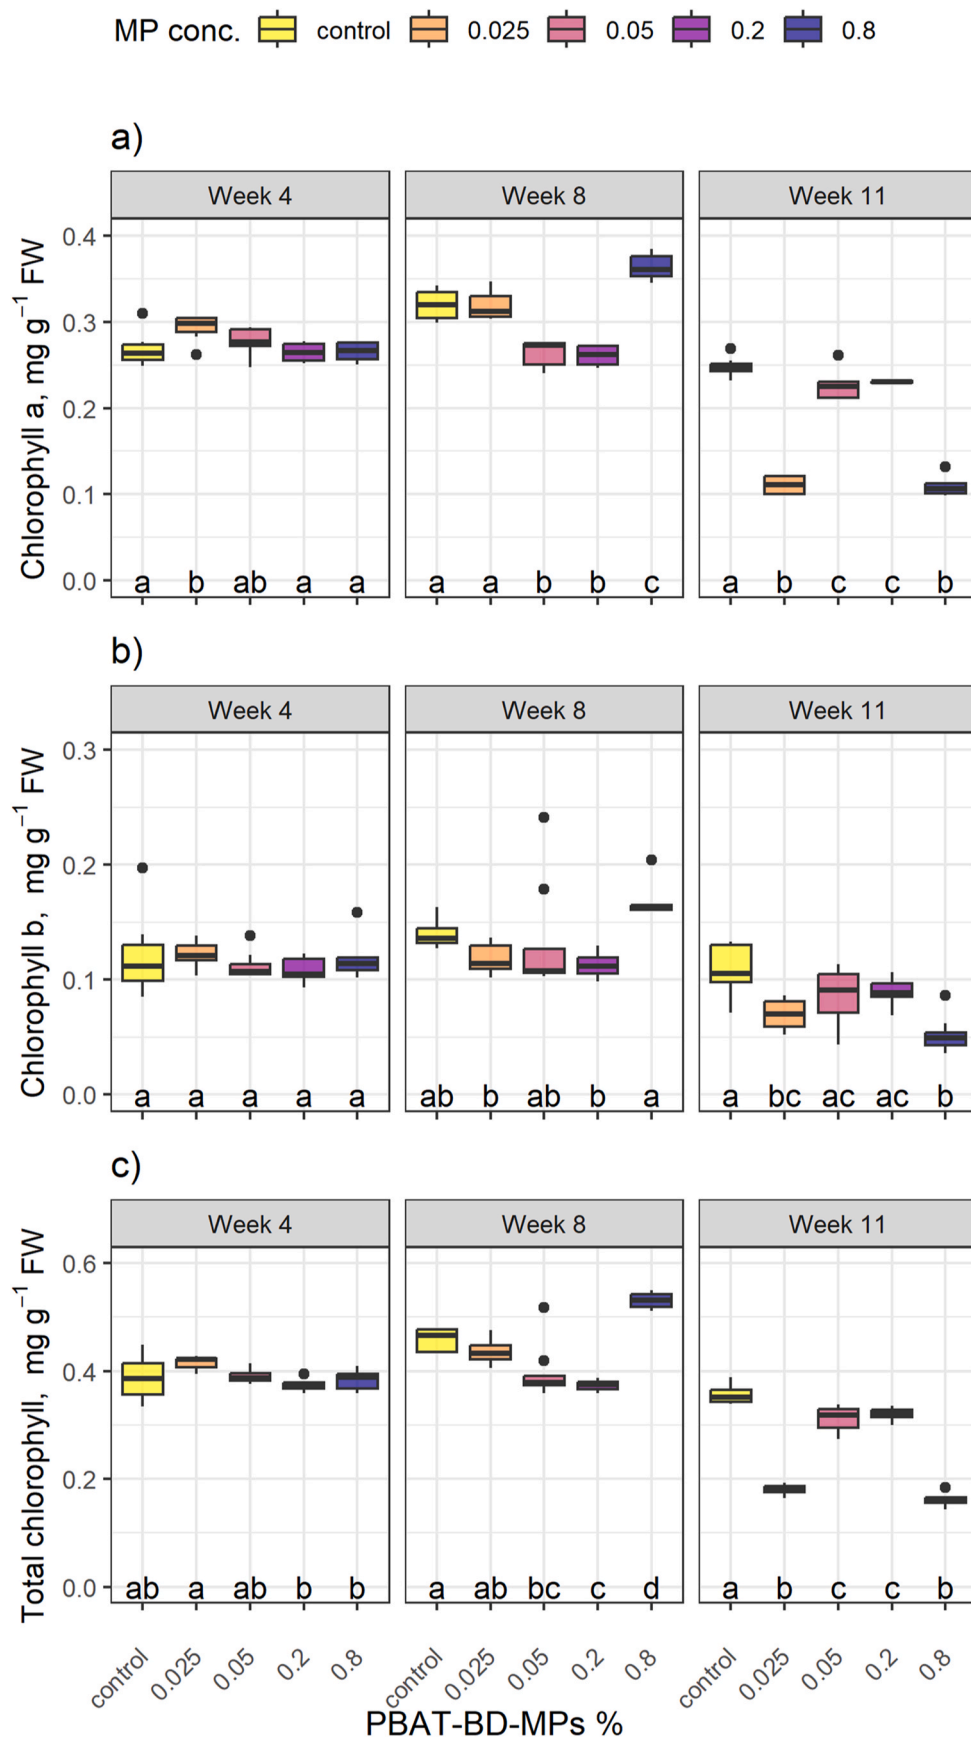 MP conc. control 0.025 0.05 0.2 0.8
a)
Week 4 Week 8 Week 11
Chlorophyll a, mg g⁻¹ FW
0.4
0.3
0.2
0.1
0.0
a b ab a a a a b b c a b c c b
b)
Week 4 Week 8 Week 11
Chlorophyll b, mg g⁻¹ FW
0.3
0.2
0.1
0.0
a a a a a ab b ab b a a bc ac ac b
c)
Week 4 Week 8 Week 11
Total chlorophyll, mg g⁻¹ FW
0.6
0.4
0.2
0.0
ab a ab b b a ab bc c d a b c c b
control 0.025 0.05 0.2 0.8 control 0.025 0.05 0.2 0.8 control 0.025 0.05 0.2 0.8
PBAT-BD-MPs %